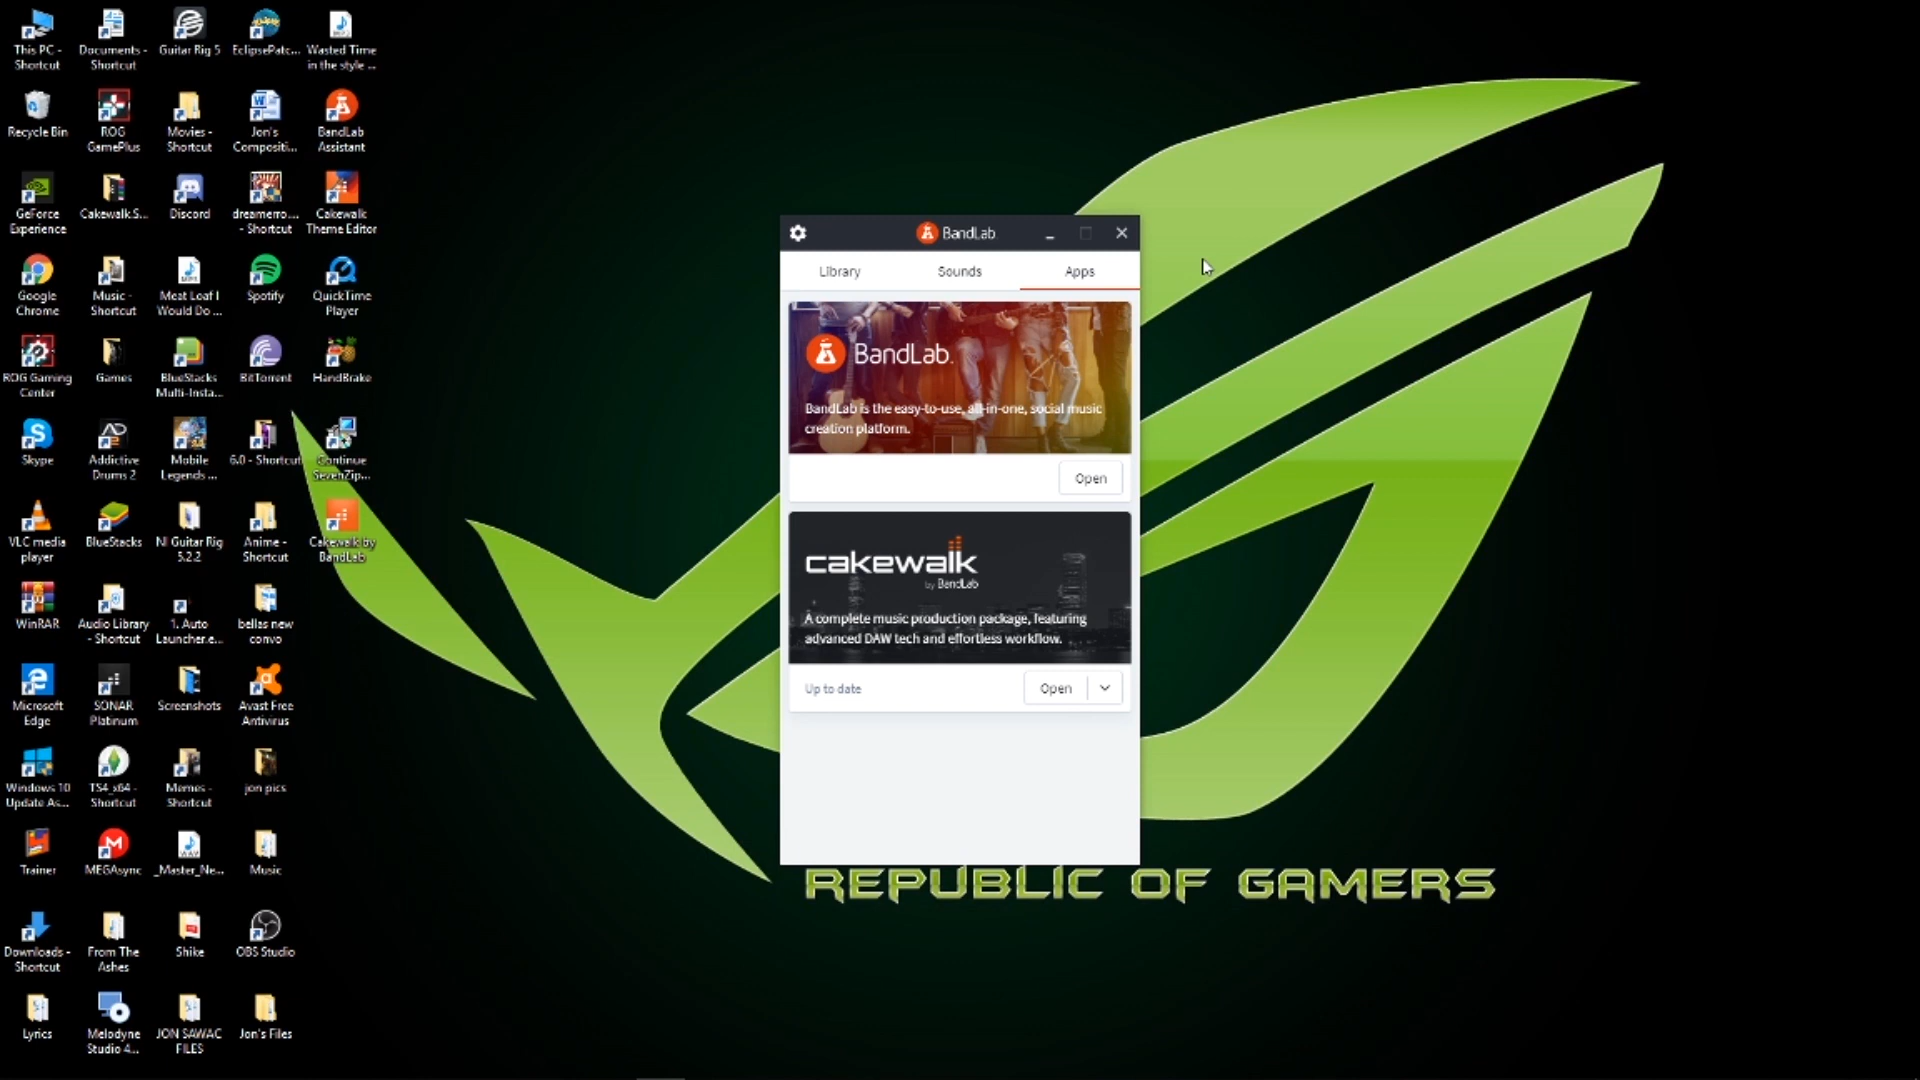 This PC -
Shortcut
Documents -
Shortcut
Guitar Rig 5
EclipsePatc...
Wasted Time
in the style ...
Recycle Bin
ROG
GamePlus
Movies -
Shortcut
Jon's
Compositi...
BandLab
Assistant
GeForce
Experience
Cakewalk.S...
Discord
dreamerro...
- Shortcut
Cakewalk
Theme Editor
Google
Chrome
Music -
Shortcut
Meat Loaf I
Would Do ...
Spotify
QuickTime
Player
ROG Gaming
Center
Games
BlueStacks
Multi-Insta...
BitTorrent
HandBrake
Skype
Addictive
Drums 2
Mobile
Legends ...
6.0 - Shortcut
Continue
SevenZip...
VLC media
player
BlueStacks
NI Guitar Rig
5.2.2
Anime -
Shortcut
Cakewalk by
BandLab
WinRAR
Audio Library
- Shortcut
1. Auto
Launcher.e...
bellas new
convo
Microsoft
Edge
SONAR
Platinum
Screenshots
Avast Free
Antivirus
Windows 10
Update As...
TS4_x64 -
Shortcut
Memes -
Shortcut
jon pics
Trainer
MEGAsync
_Master_Ne...
Music
Downloads -
Shortcut
From The
Ashes
Shike
OBS Studio
Lyrics
Melodyne
Studio 4...
JON SAWAC
FILES
Jon's Files
BandLab
Library
Sounds
Apps
BandLab.
BandLab is the easy-to-use, all-in-one, social music
creation platform.
Open
cakewalk
by BandLab
A complete music production package, featuring
advanced DAW tech and effortless workflow.
Up to date
Open
REPUBLIC OF GAMERS